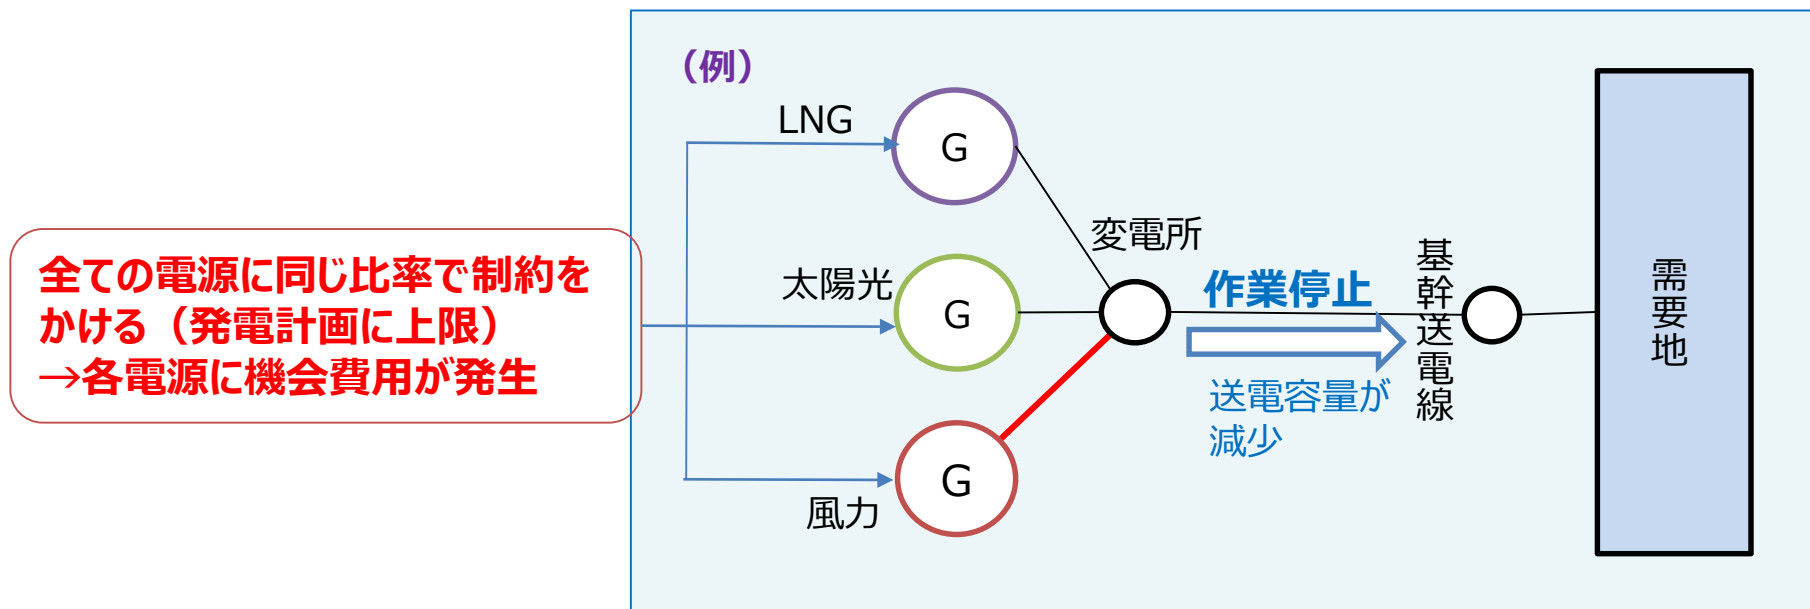 (例)
LNG
G
変電所
全ての電源に同じ比率で制約を
かける（発電計画に上限）
→各電源に機会費用が発生
太陽光
G
作業停止
基幹送電線
需要地
送電容量が
減少
風力
G